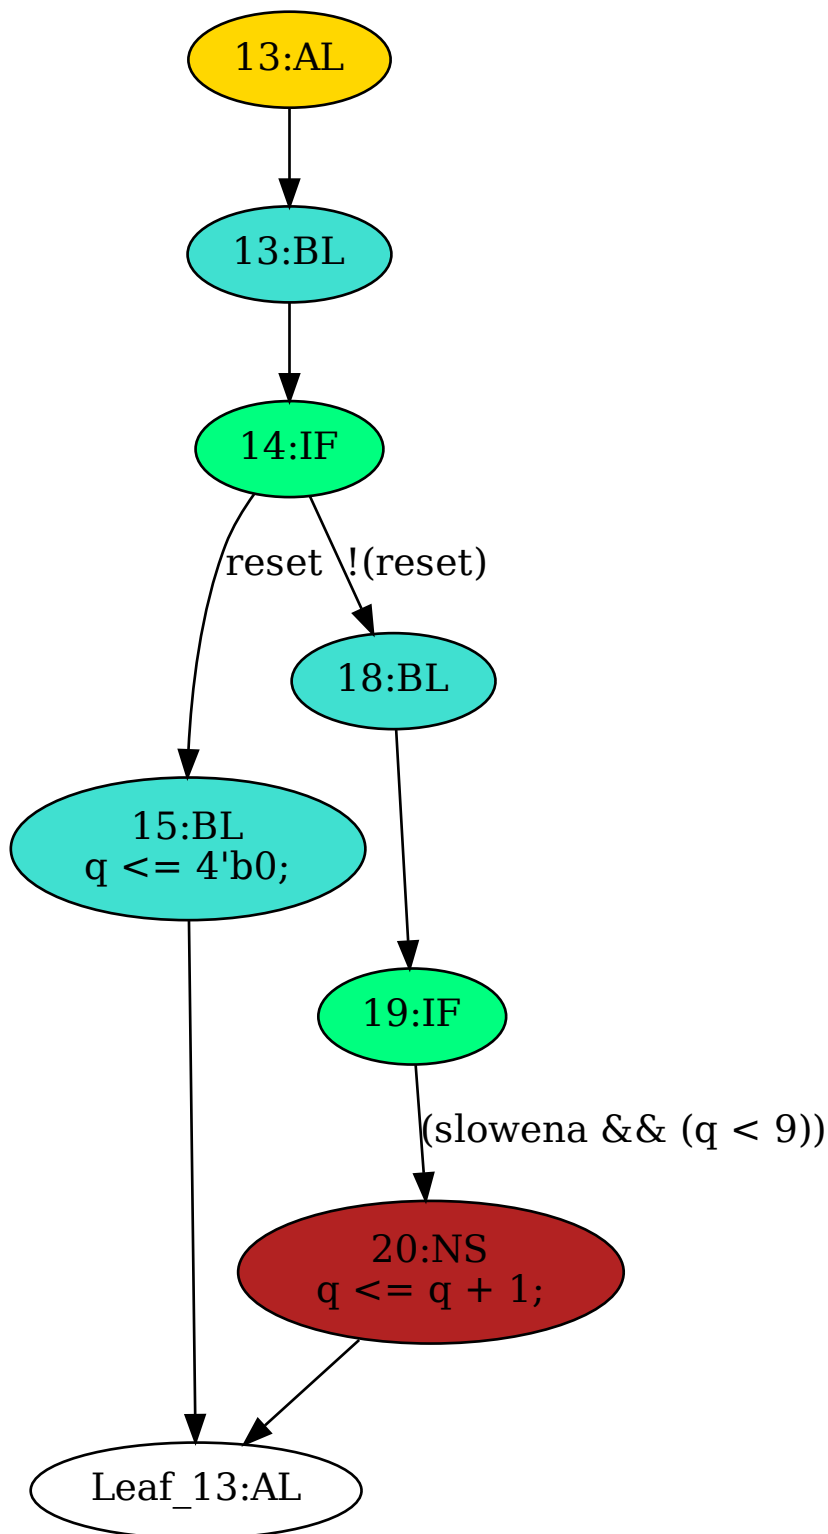 13:AL
13:BL
14:IF
reset
!(reset)
18:BL
15:BL
q <= 4'b0;
19:IF
(slowena && (q < 9))
20:NS
q <= q + 1;
Leaf_13:AL